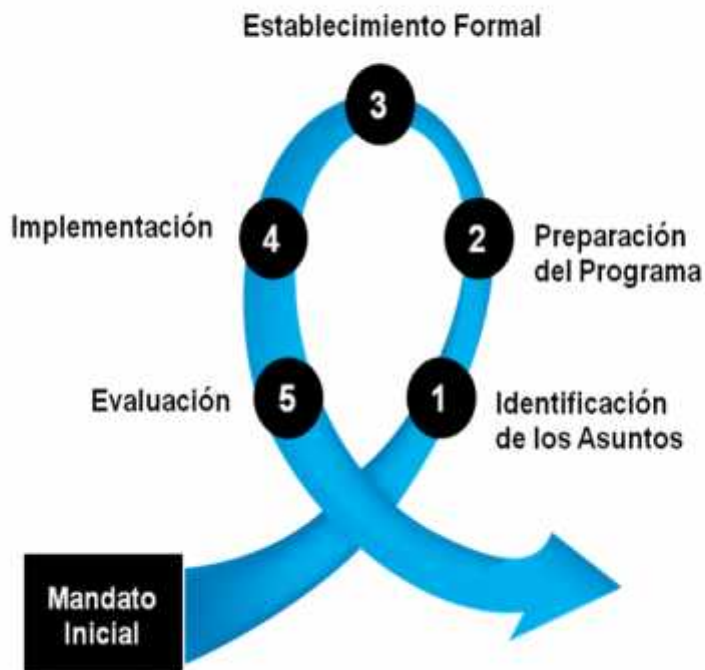 Establecimiento Formal
3
Implementación
4
2
Preparación
del Programa
Evaluación
5
1
Identificación
de los Asuntos
Mandato
Inicial